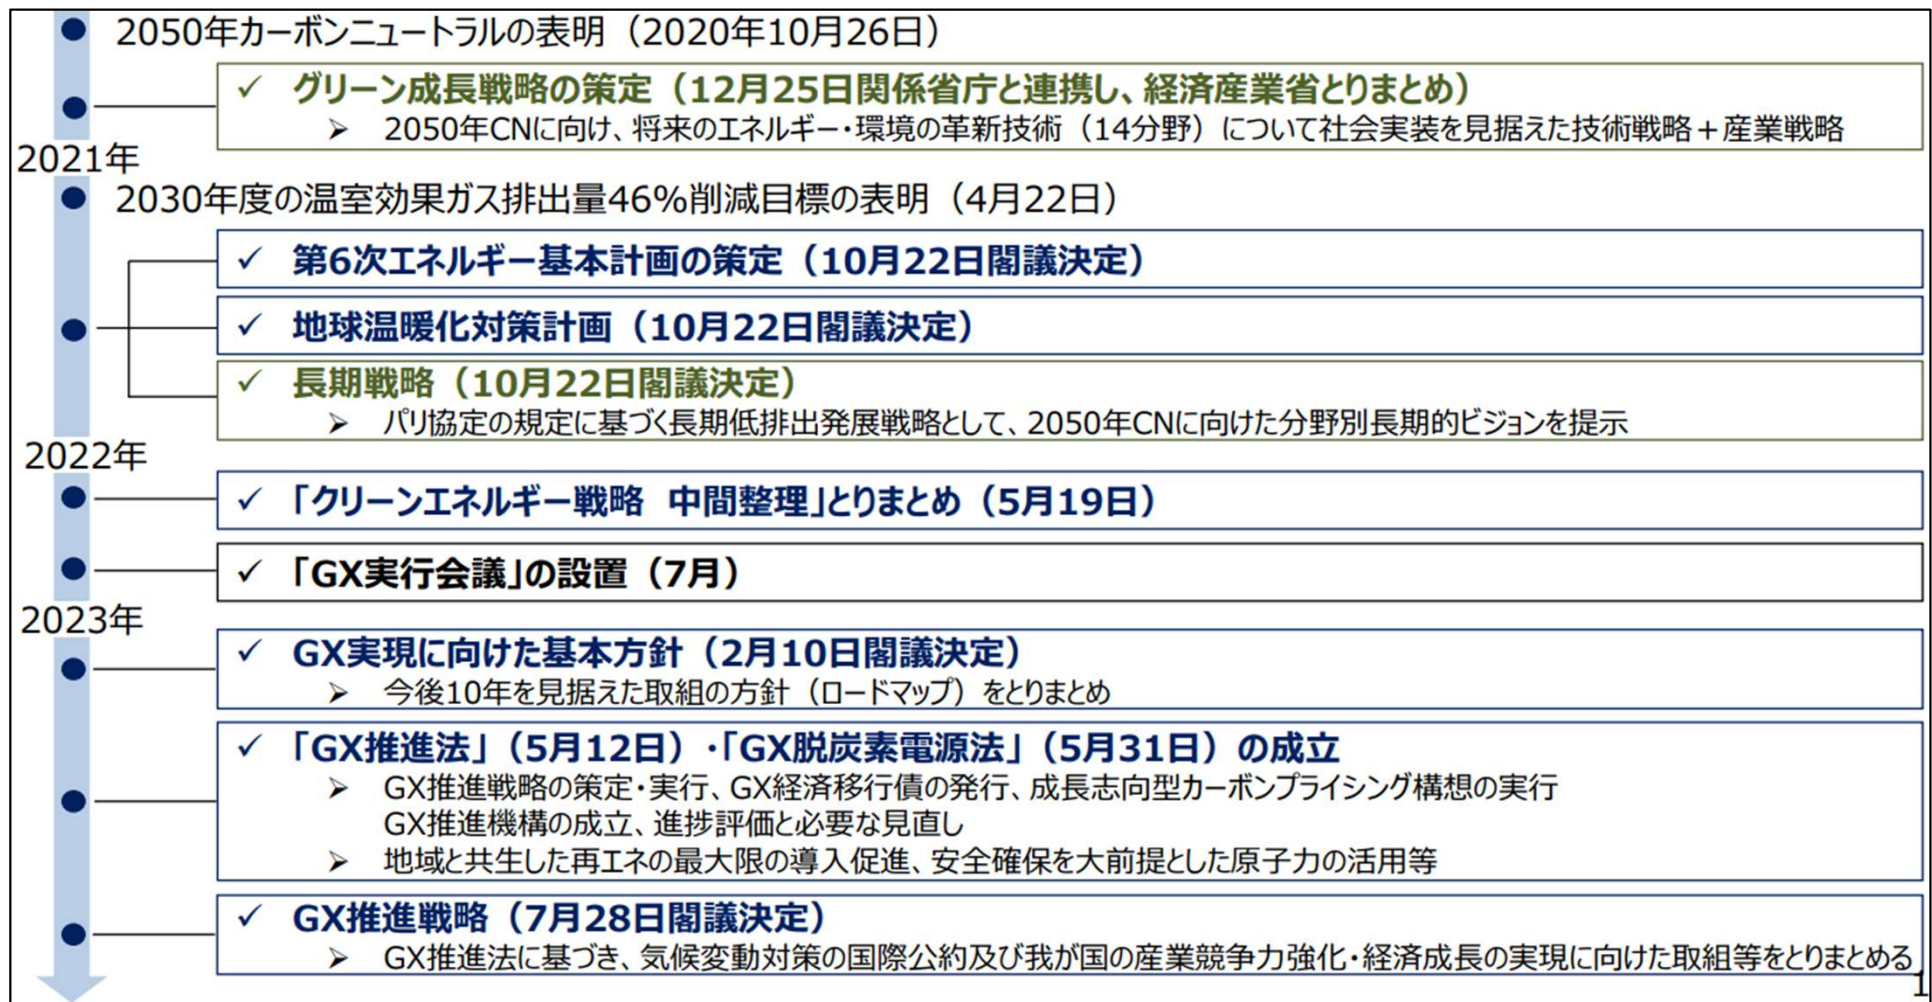 2050年カーボンニュートラルの表明（2020年10月26日）
✓ グリーン成長戦略の策定（12月25日関係省庁と連携し、経済産業省とりまとめ）
➢ 2050年CNに向け、将来のエネルギー・環境の革新技術（14分野）について社会実装を見据えた技術戦略＋産業戦略
2021年
2030年度の温室効果ガス排出量46%削減目標の表明（4月22日）
✓ 第6次エネルギー基本計画の策定（10月22日閣議決定）
✓ 地球温暖化対策計画（10月22日閣議決定）
✓ 長期戦略（10月22日閣議決定）
➢ パリ協定の規定に基づく長期低排出発展戦略として、2050年CNに向けた分野別長期的ビジョンを提示
2022年
✓ 「クリーンエネルギー戦略 中間整理」とりまとめ（5月19日）
✓ 「GX実行会議」の設置（7月）
2023年
✓ GX実現に向けた基本方針（2月10日閣議決定）
➢ 今後10年を見据えた取組の方針（ロードマップ）をとりまとめ
✓ 「GX推進法」（5月12日）・「GX脱炭素電源法」（5月31日）の成立
➢ GX推進戦略の策定・実行、GX経済移行債の発行、成長志向型カーボンプライシング構想の実行
GX推進機構の成立、進捗評価と必要な見直し
➢ 地域と共生した再エネの最大限の導入促進、安全確保を大前提とした原子力の活用等
✓ GX推進戦略（7月28日閣議決定）
➢ GX推進法に基づき、気候変動対策の国際公約及び我が国の産業競争力強化・経済成長の実現に向けた取組等をとりまとめる
1